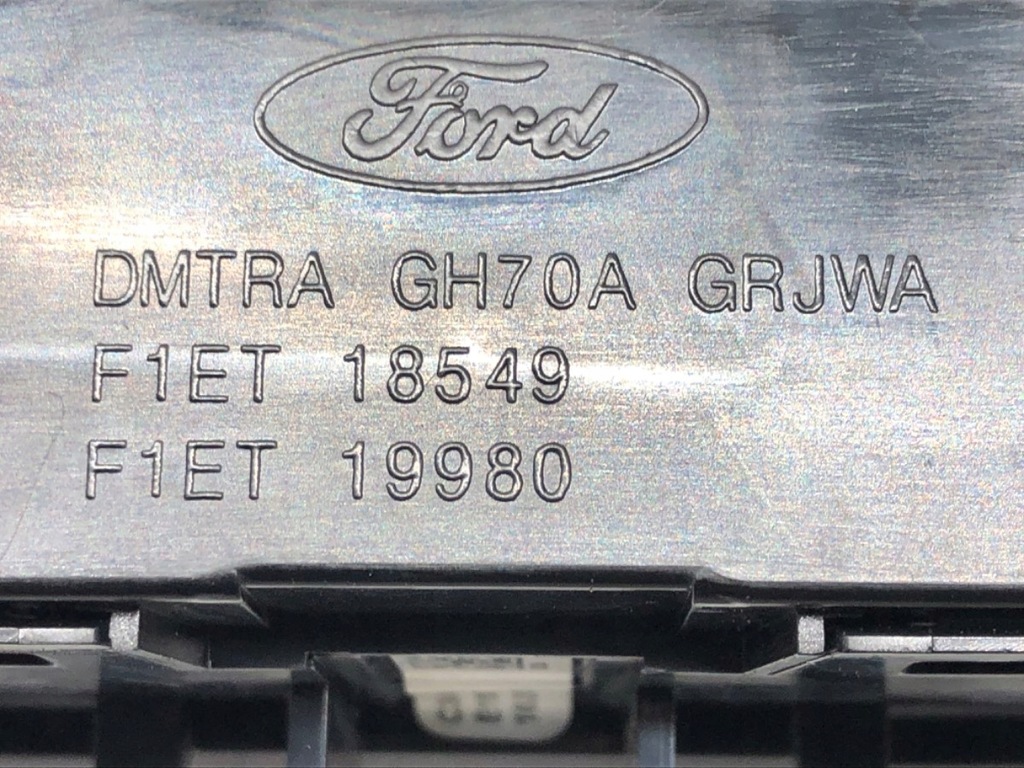 Ford
DMTRA GH70A GRJWA
F1ET 18549
F1ET 19980